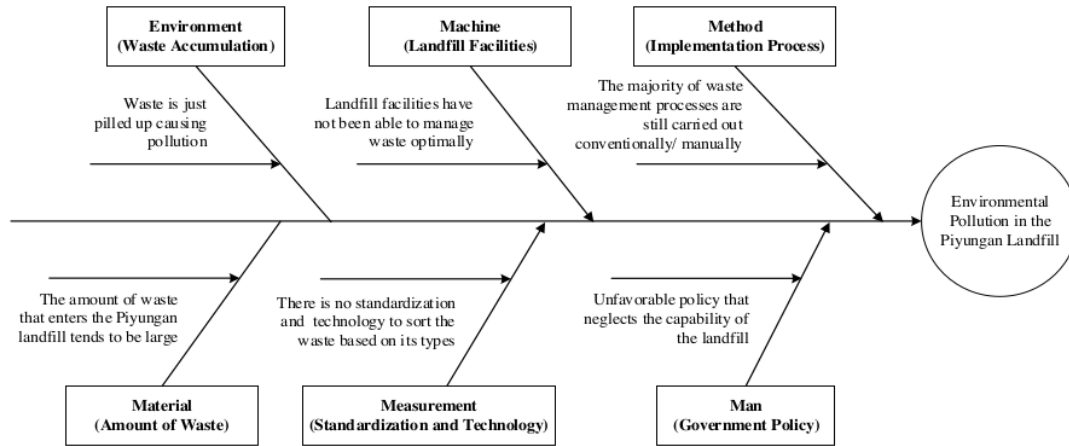 Environment
(Waste Accumulation)
Machine
(Landfill Facilities)
Method
(Implementation Process)
Waste is just
pilled up causing
pollution
Landfill facilities have
not been able to manage
waste optimally
The majority of waste
management processes are
still carried out
conventionally/ manually
Environmental
Pollution in the
Piyungan Landfill
The amount of waste
that enters the Piyungan
landfill tends to be large
There is no standardization
and technology to sort the
waste based on its types
Unfavorable policy that
neglects the capability of
the landfill
Material
(Amount of Waste)
Measurement
(Standardization and Technology)
Man
(Government Policy)